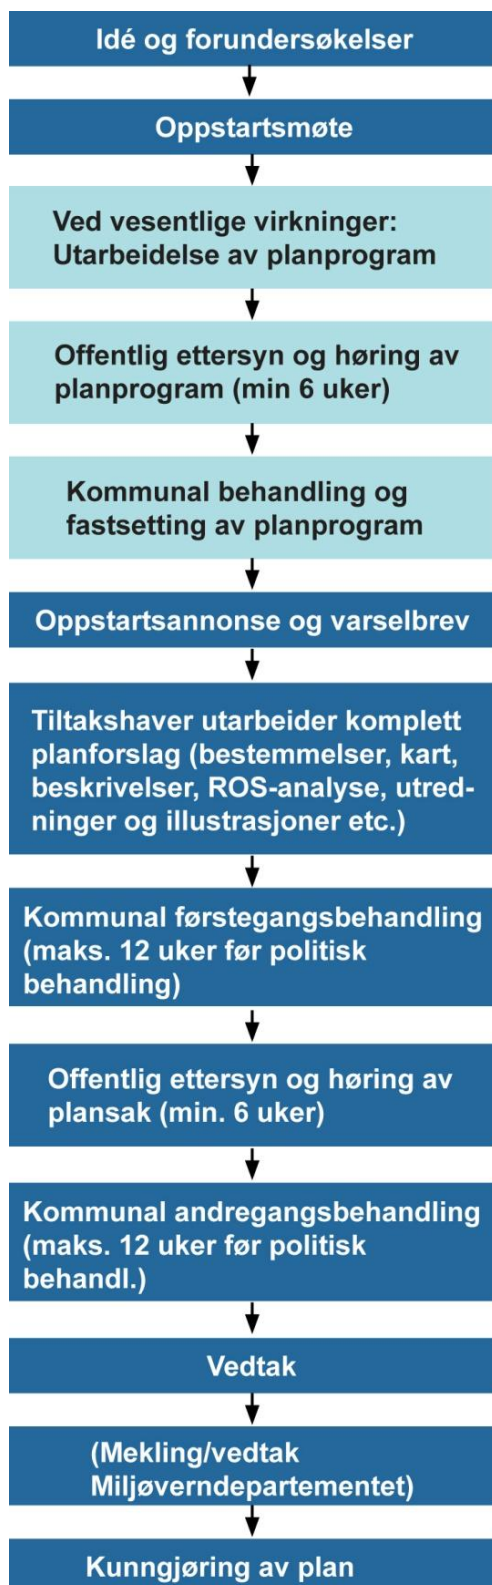 Idé og forundersøkelser
Oppstartsmøte
Ved vesentlige virkninger:
Utarbeidelse av planprogram
Offentlig ettersyn og høring av
planprogram (min 6 uker)
Kommunal behandling og
fastsetting av planprogram
Oppstartsannonse og varselbrev
Tiltakshaver utarbeider komplett
planforslag (bestemmelser, kart,
beskrivelser, ROS-analyse, utred-
ninger og illustrasjoner etc.)
Kommunal førstegangsbehandling
(maks. 12 uker før politisk
behandling)
Offentlig ettersyn og høring av
plansak (min. 6 uker)
Kommunal andregangsbehandling
(maks. 12 uker før politisk
behandl.)
Vedtak
(Mekling/vedtak
Miljøverndepartementet)
Kunngjøring av plan